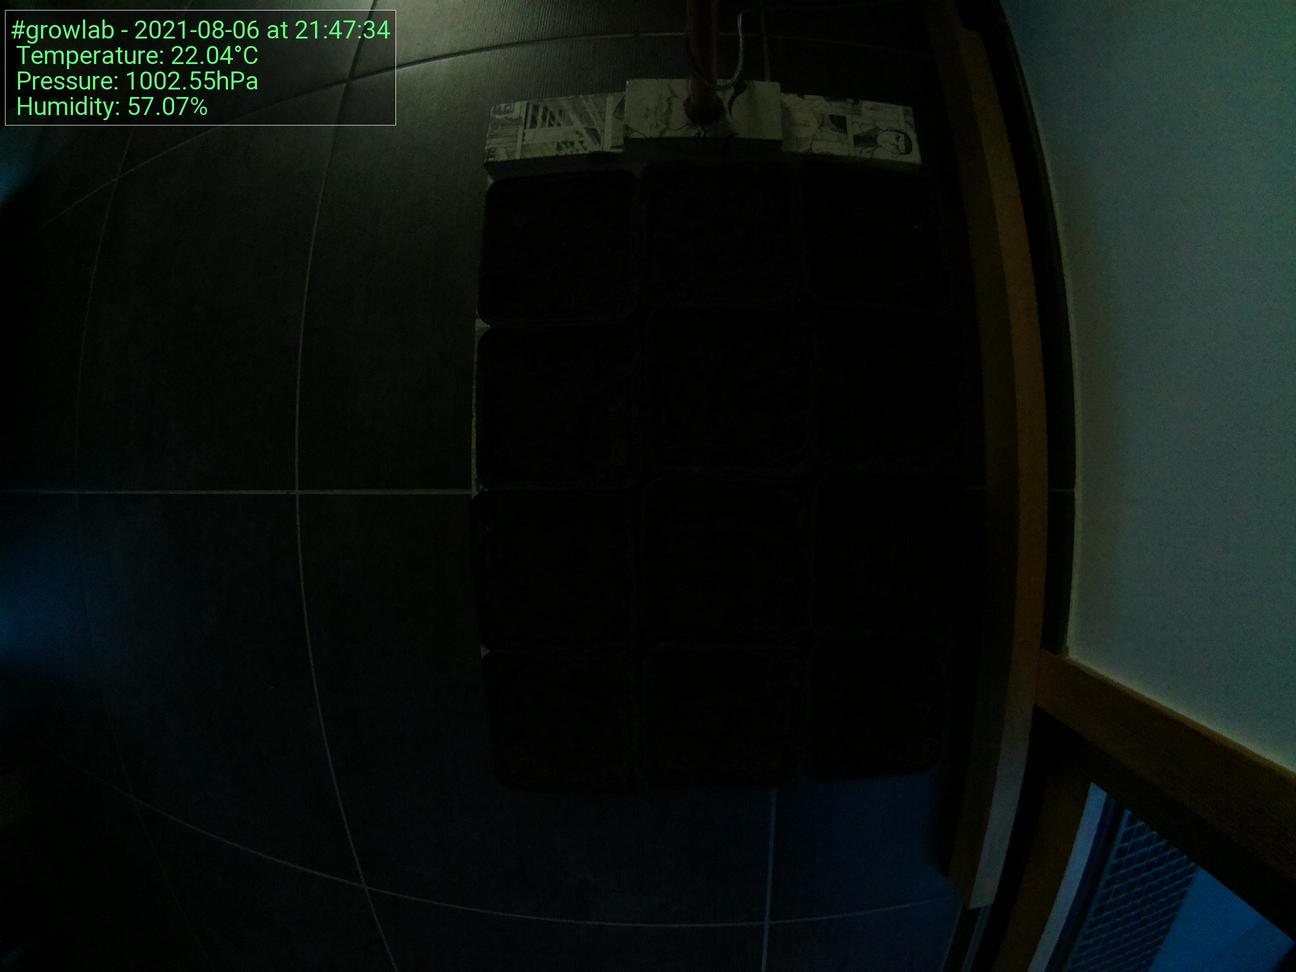 #growlab - 2021-08-06 at 21:47:34
Temperature: 22.04°C
Pressure: 1002.55hPa
Humidity: 57.07%